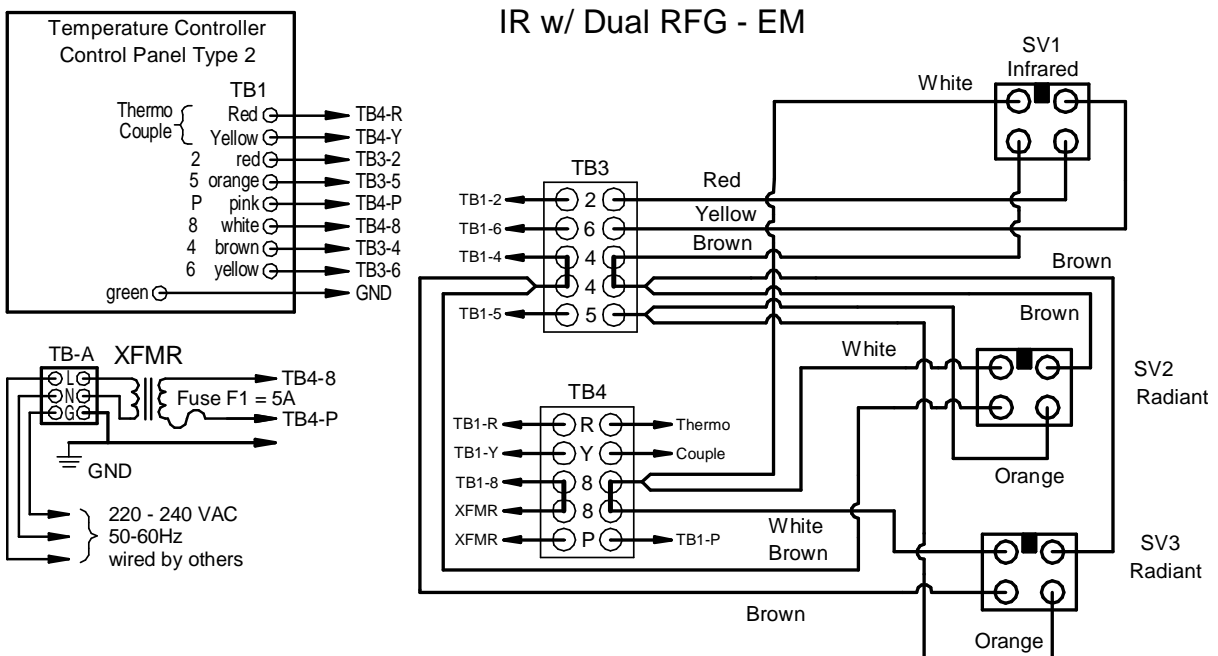 IR w/ Dual RFG - EM
Temperature Controller
Control Panel Type 2
TB1
Thermo
Couple
Red TB4-R
Yellow TB4-Y
2 red TB3-2
5 orange TB3-5
P pink TB4-P
8 white TB4-8
4 brown TB3-4
6 yellow TB3-6
green GND
TB-A XFMR
L
N
G
TB4-8
Fuse F1 = 5A
TB4-P
GND
220 - 240 VAC
50-60Hz
wired by others
SV1
Infrared
White
TB3
TB1-2 2 Red
TB1-6 6 Yellow
TB1-4 4 Brown
4
TB1-5 5
Brown
Brown
White
SV2
Radiant
Orange
TB4
TB1-R R Thermo
TB1-Y Y Couple
TB1-8 8
XFMR 8
XFMR P TB1-P
White
Brown
SV3
Radiant
Brown
Orange